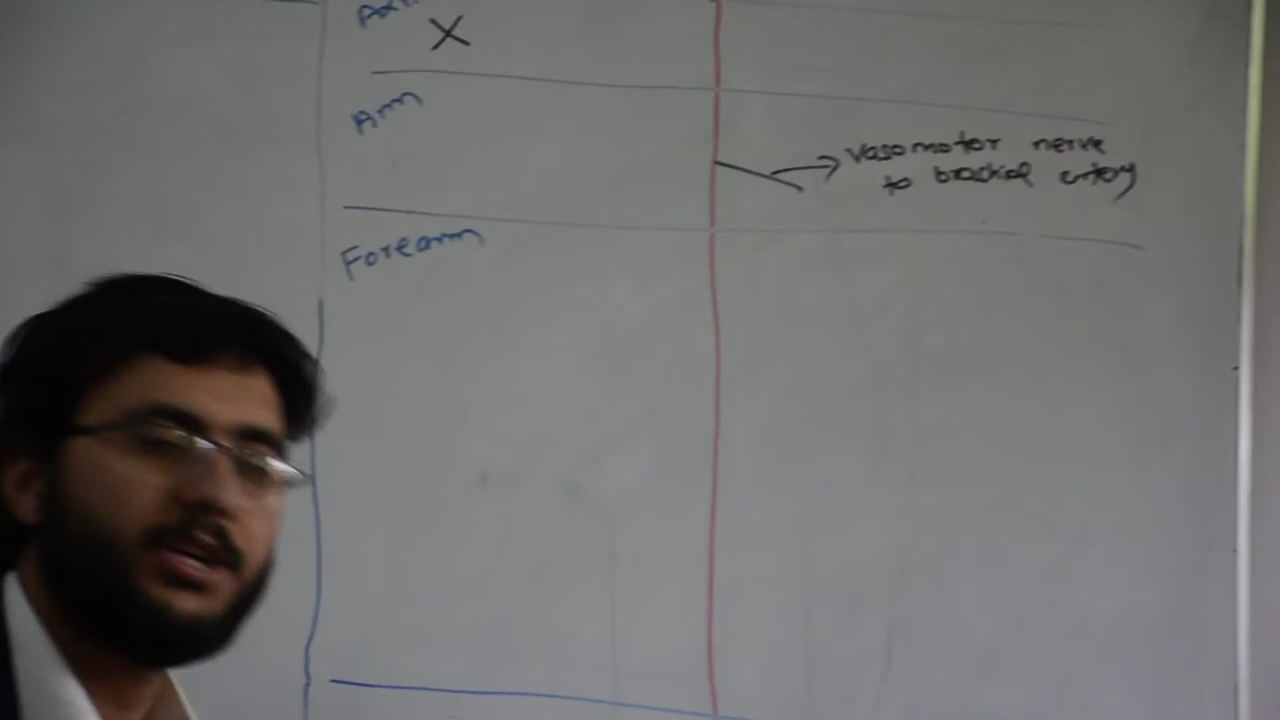 X
Arm
vasomotor nerve
to brachial artery
Forearm